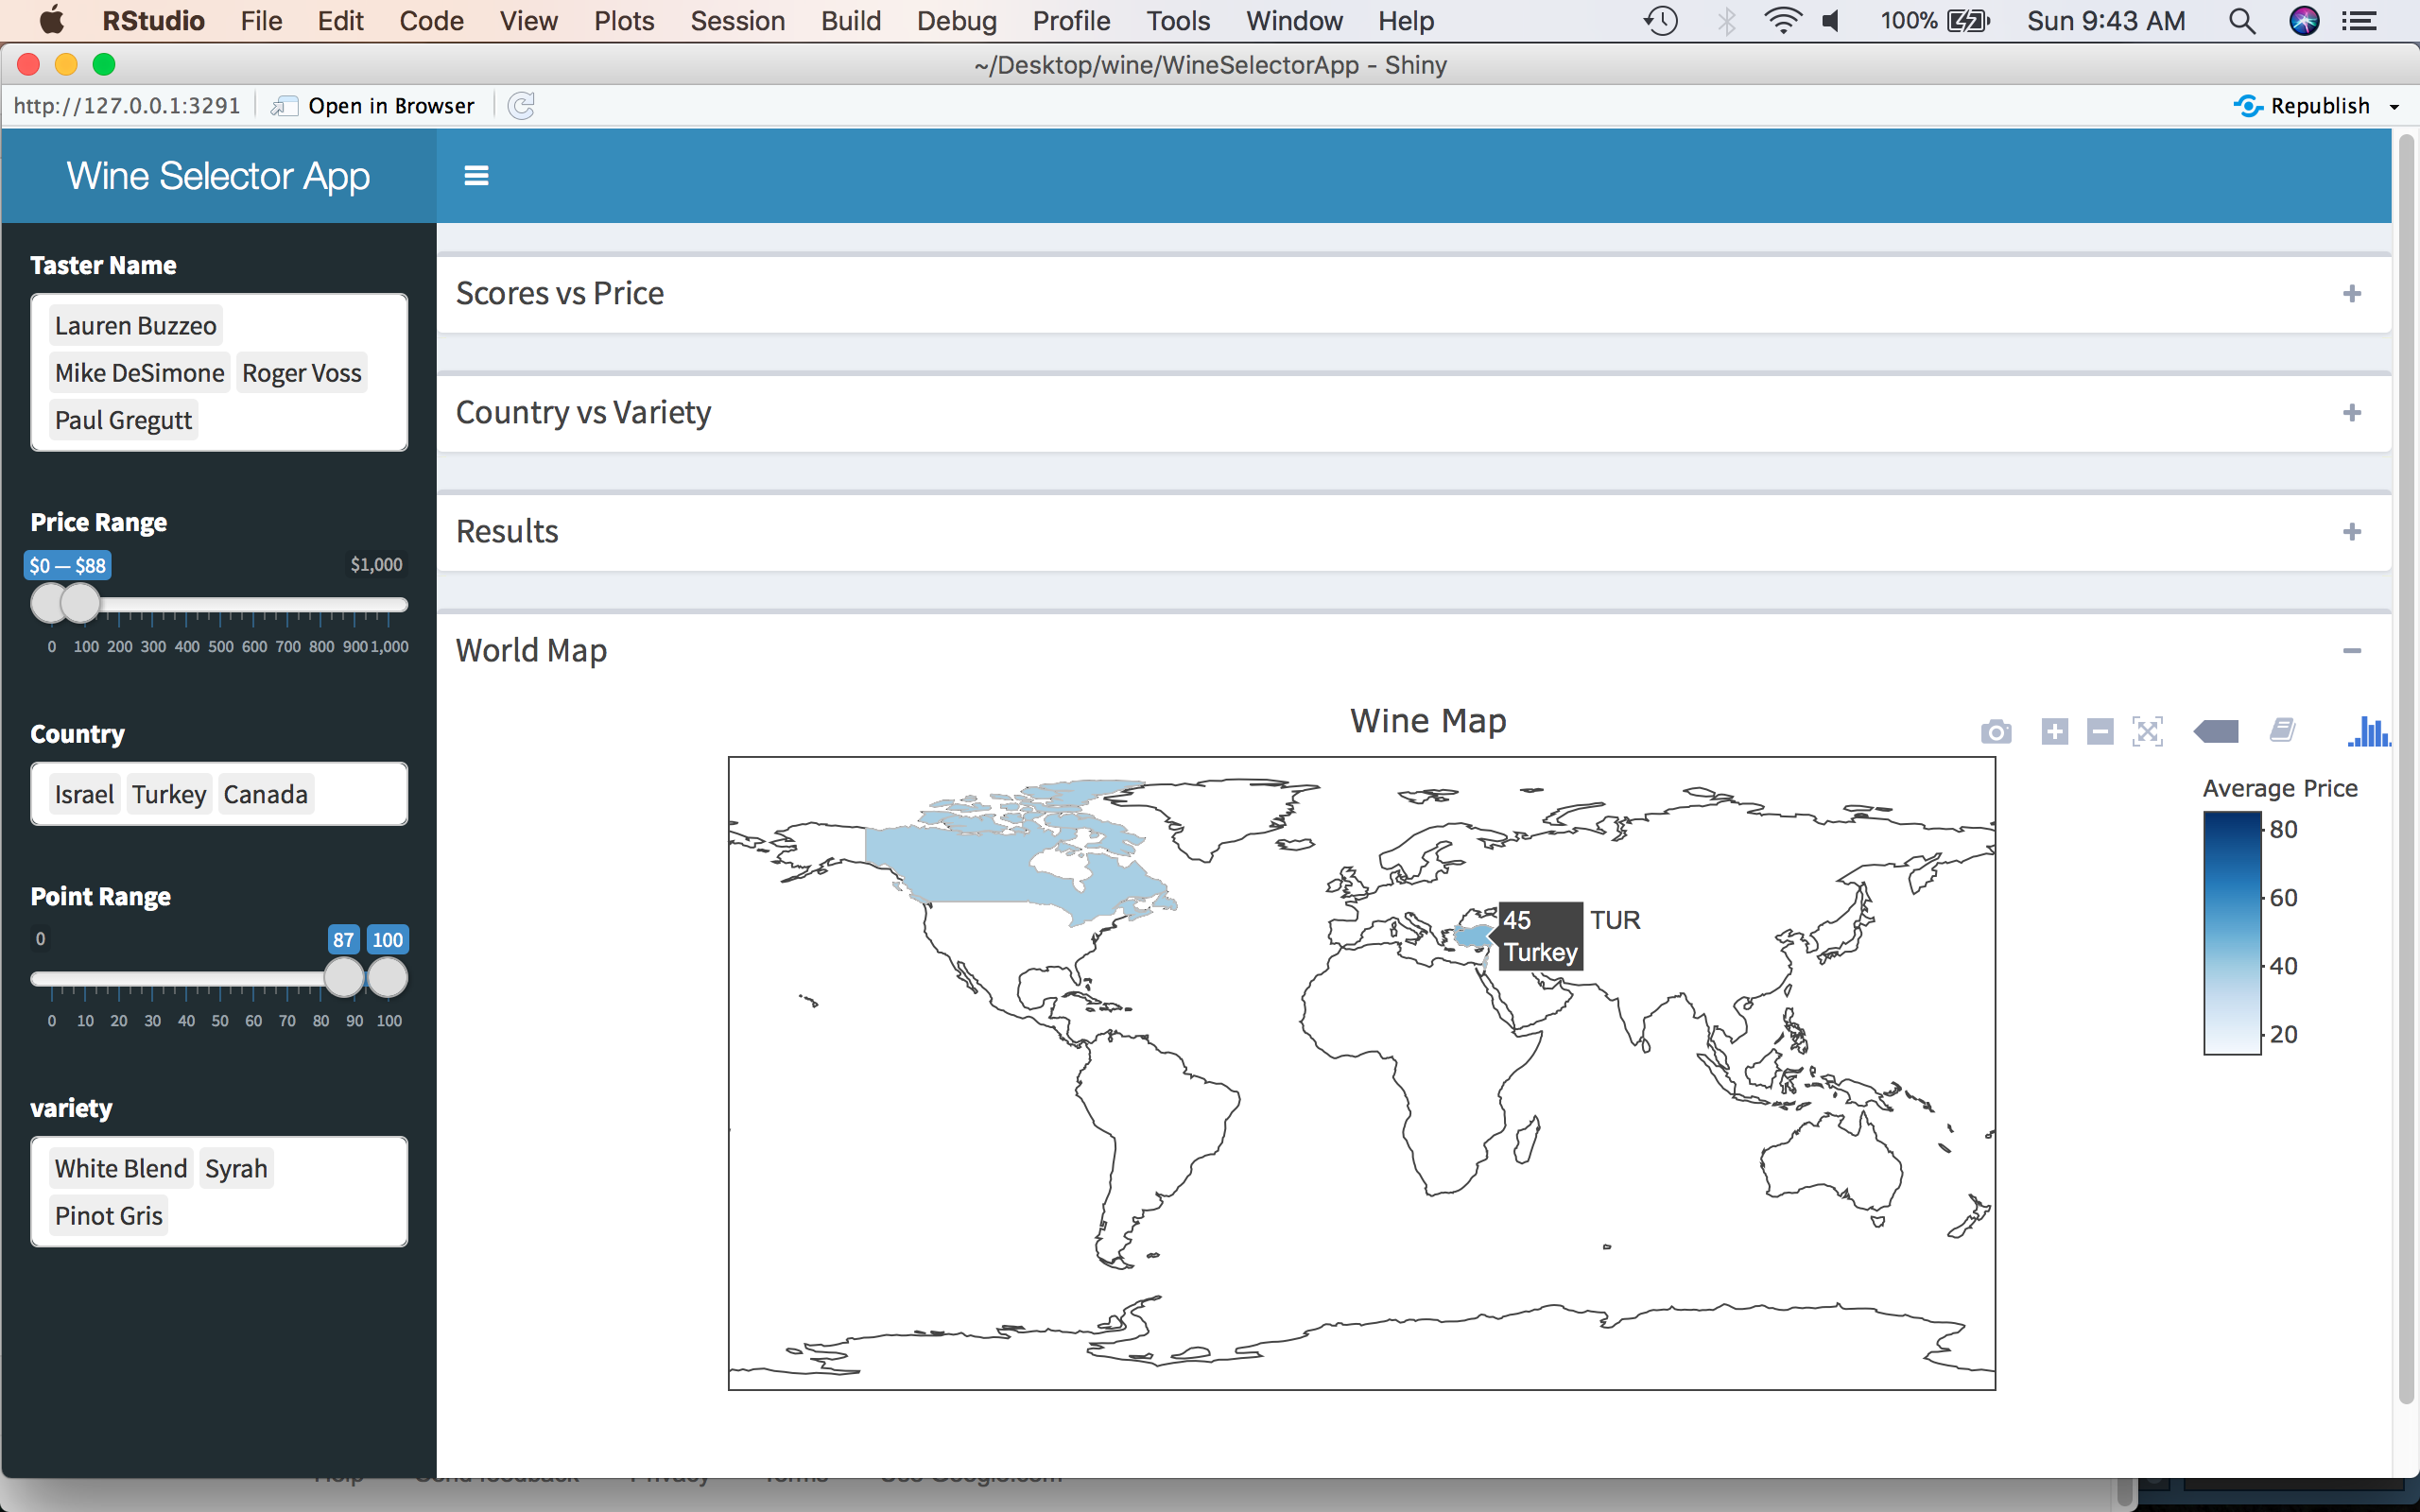 RStudio File Edit Code View Plots Session Build Debug Profile Tools Window Help 100% Sun 9:43 AM
~/Desktop/wine/WineSelectorApp - Shiny
http://127.0.0.1:3291 Open in Browser Republish
Wine Selector App
Taster Name
Lauren Buzzeo
Mike DeSimone Roger Voss
Paul Gregutt
Price Range
$0 — $88 $1,000
0 100 200 300 400 500 600 700 800 900 1,000
Country
Israel Turkey Canada
Point Range
0 87 100
0 10 20 30 40 50 60 70 80 90 100
variety
White Blend Syrah
Pinot Gris
Scores vs Price
Country vs Variety
Results
World Map
Wine Map
45 TUR
Turkey
Average Price
80
60
40
20